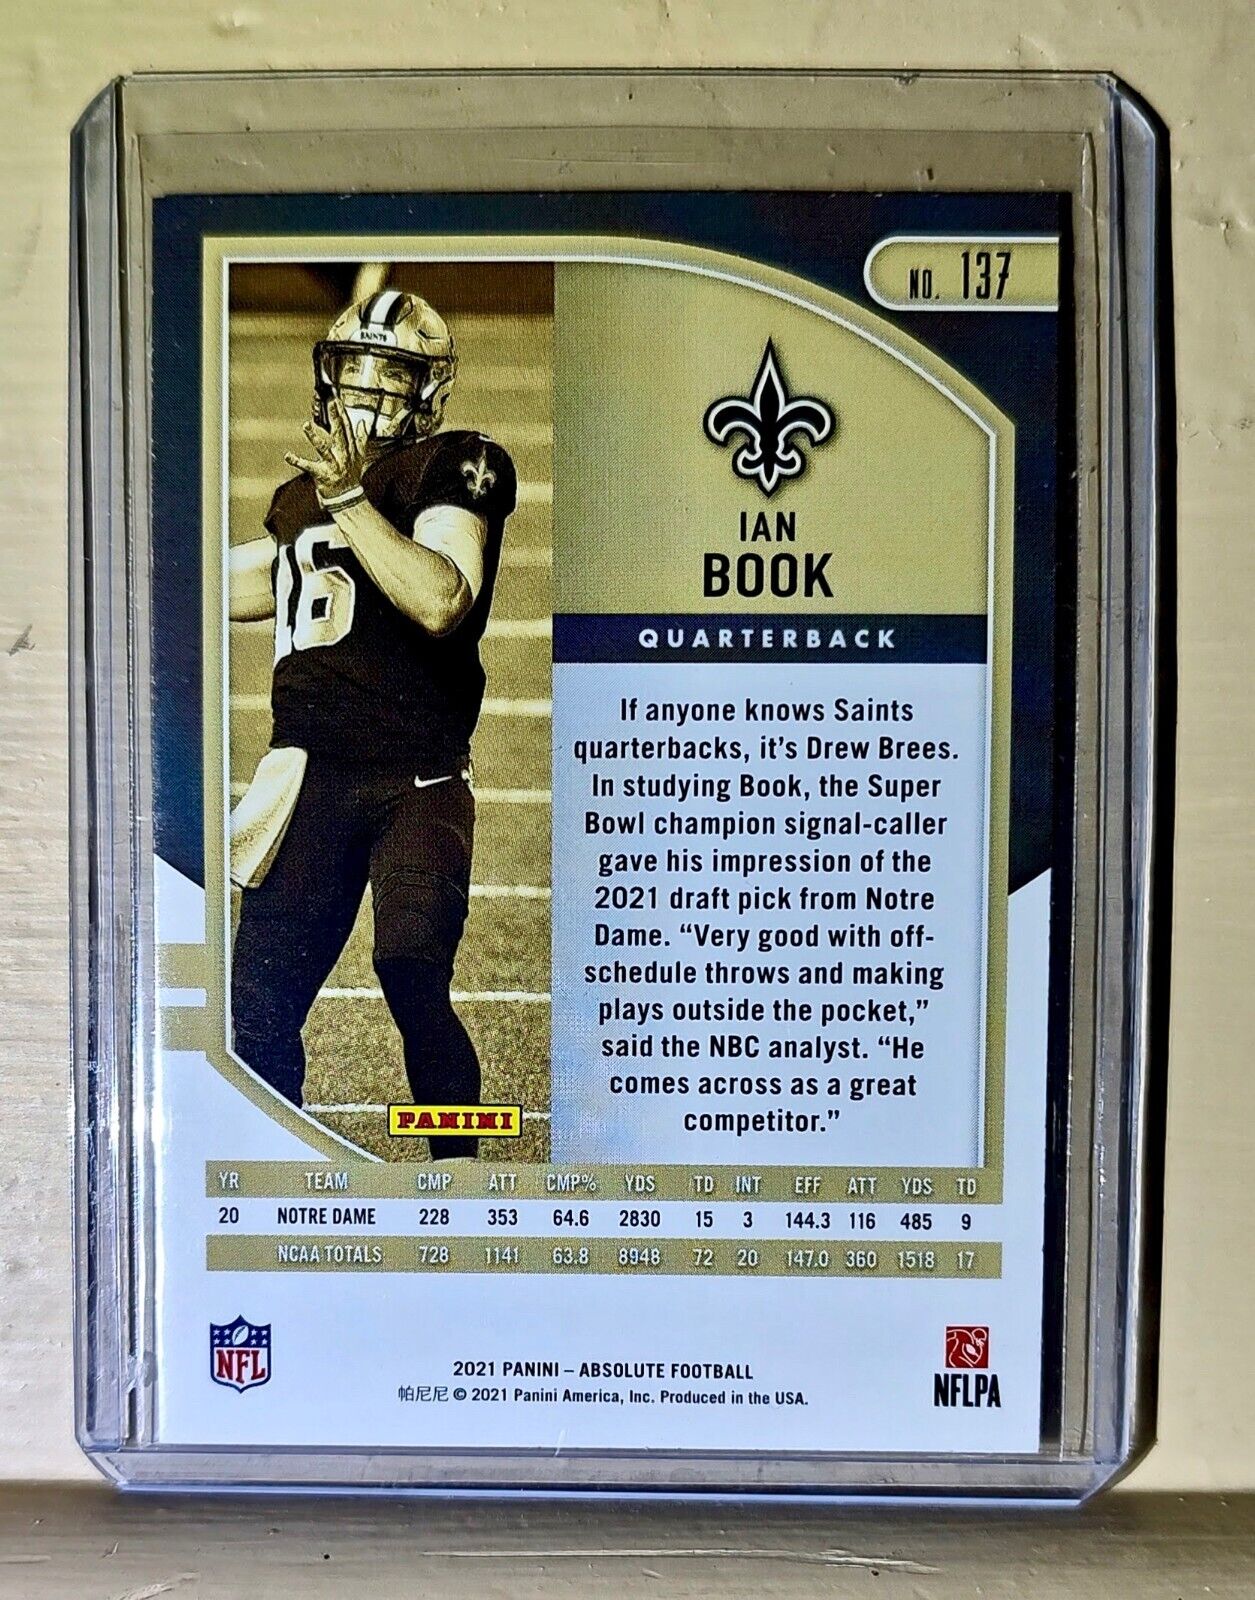 NO. 137
SAINTS
16
IAN
BOOK
QUARTERBACK
If anyone knows Saints
quarterbacks, it's Drew Brees.
In studying Book, the Super
Bowl champion signal-caller
gave his impression of the
2021 draft pick from Notre
Dame. “Very good with off-
schedule throws and making
plays outside the pocket,”
said the NBC analyst. “He
comes across as a great
competitor.”
PANINI
YR TEAM CMP ATT CMP% YDS TD INT EFF ATT YDS TD
20 NOTRE DAME 228 353 64.6 2830 15 3 144.3 116 485 9
NCAA TOTALS 728 1141 63.8 8948 72 20 147.0 360 1518 17
NFL
2021 PANINI – ABSOLUTE FOOTBALL
帕尼尼 © 2021 Panini America, Inc. Produced in the USA.
NFLPA